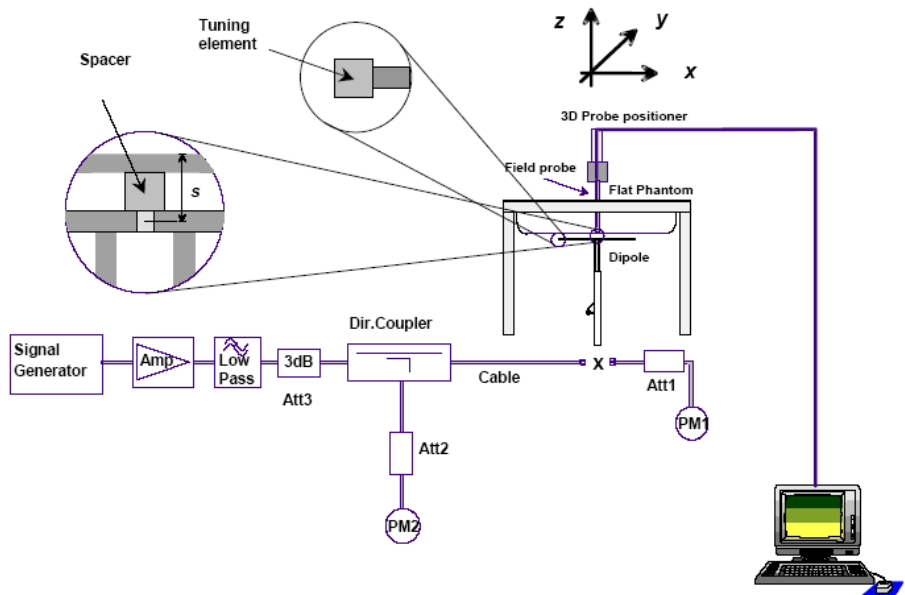 Tuning
element
Spacer
s
z
y
x
3D Probe positioner
Field probe
Flat Phantom
Dipole
Dir.Coupler
Signal
Generator
Amp
Low
Pass
3dB
Att3
Cable
X
Att1
PM1
Att2
PM2